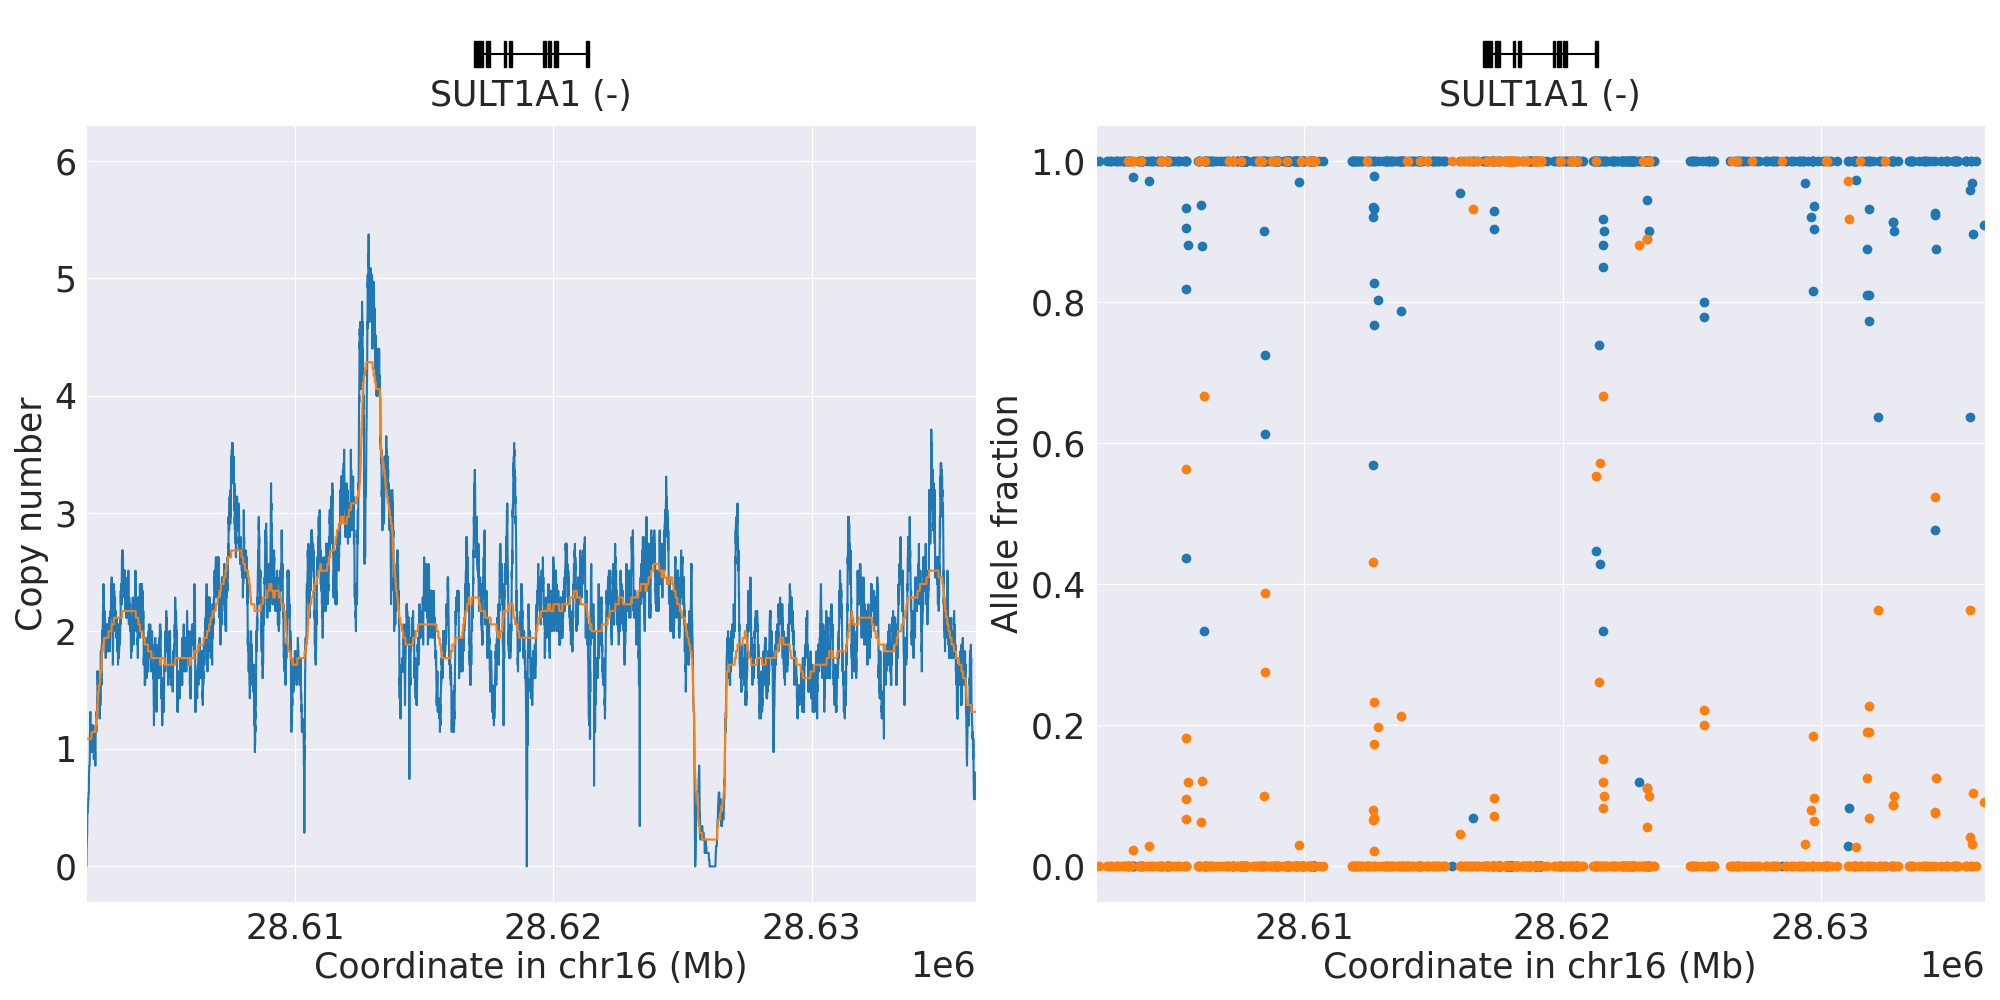 SULT1A1 (-)
6
5
4
3
2
1
0
Copy number
28.61
28.62
28.63
Coordinate in chr16 (Mb)
1e6
SULT1A1 (-)
1.0
0.8
0.6
0.4
0.2
0.0
Allele fraction
28.61
28.62
28.63
Coordinate in chr16 (Mb)
1e6